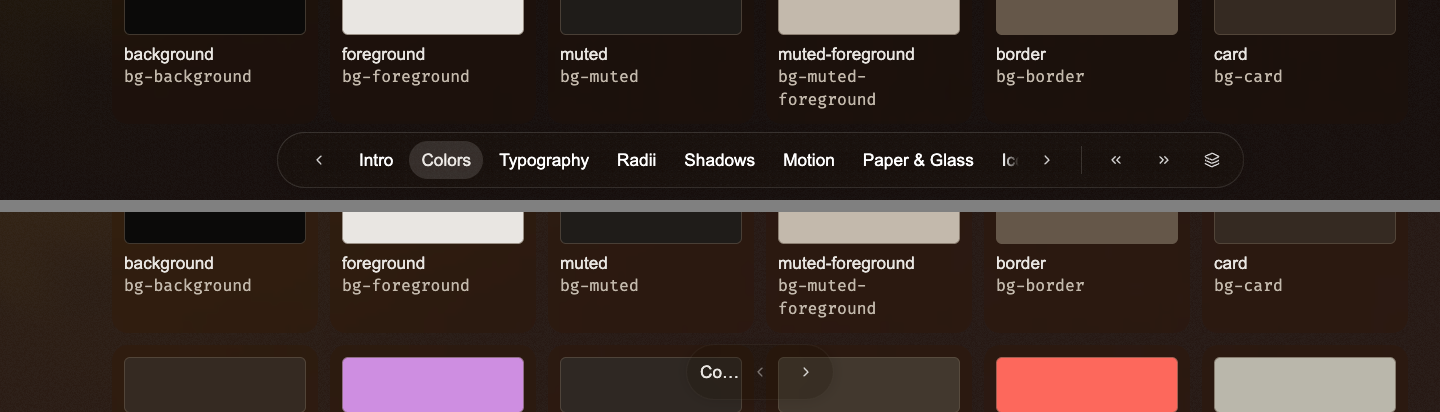 background foreground muted muted-foreground border card
bg-background bg-foreground bg-muted bg-muted- bg-border bg-card
foreground
Intro Colors Typography Radii Shadows Motion Paper & Glass
background foreground muted muted-foreground border card
bg-background bg-foreground bg-muted bg-muted- bg-border bg-card
foreground
Co...